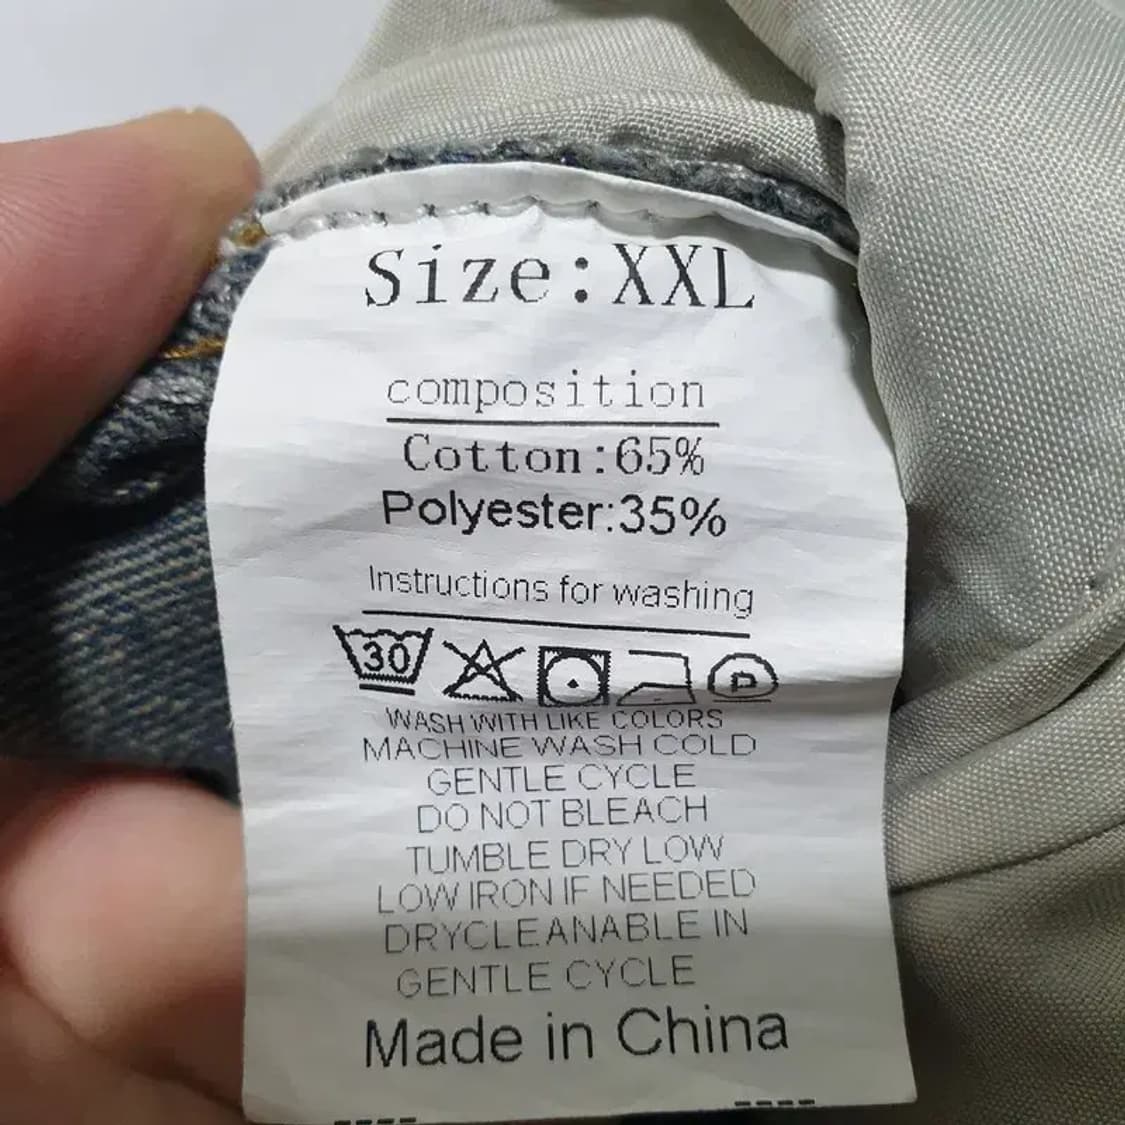 Size:XXL
composition
Cotton:65%
Polyester:35%
Instructions for washing
30 P
WASH WITH LIKE COLORS
MACHINE WASH COLD
GENTLE CYCLE
DO NOT BLEACH
TUMBLE DRY LOW
LOW IRON IF NEEDED
DRYCLEANABLE IN
GENTLE CYCLE
Made in China